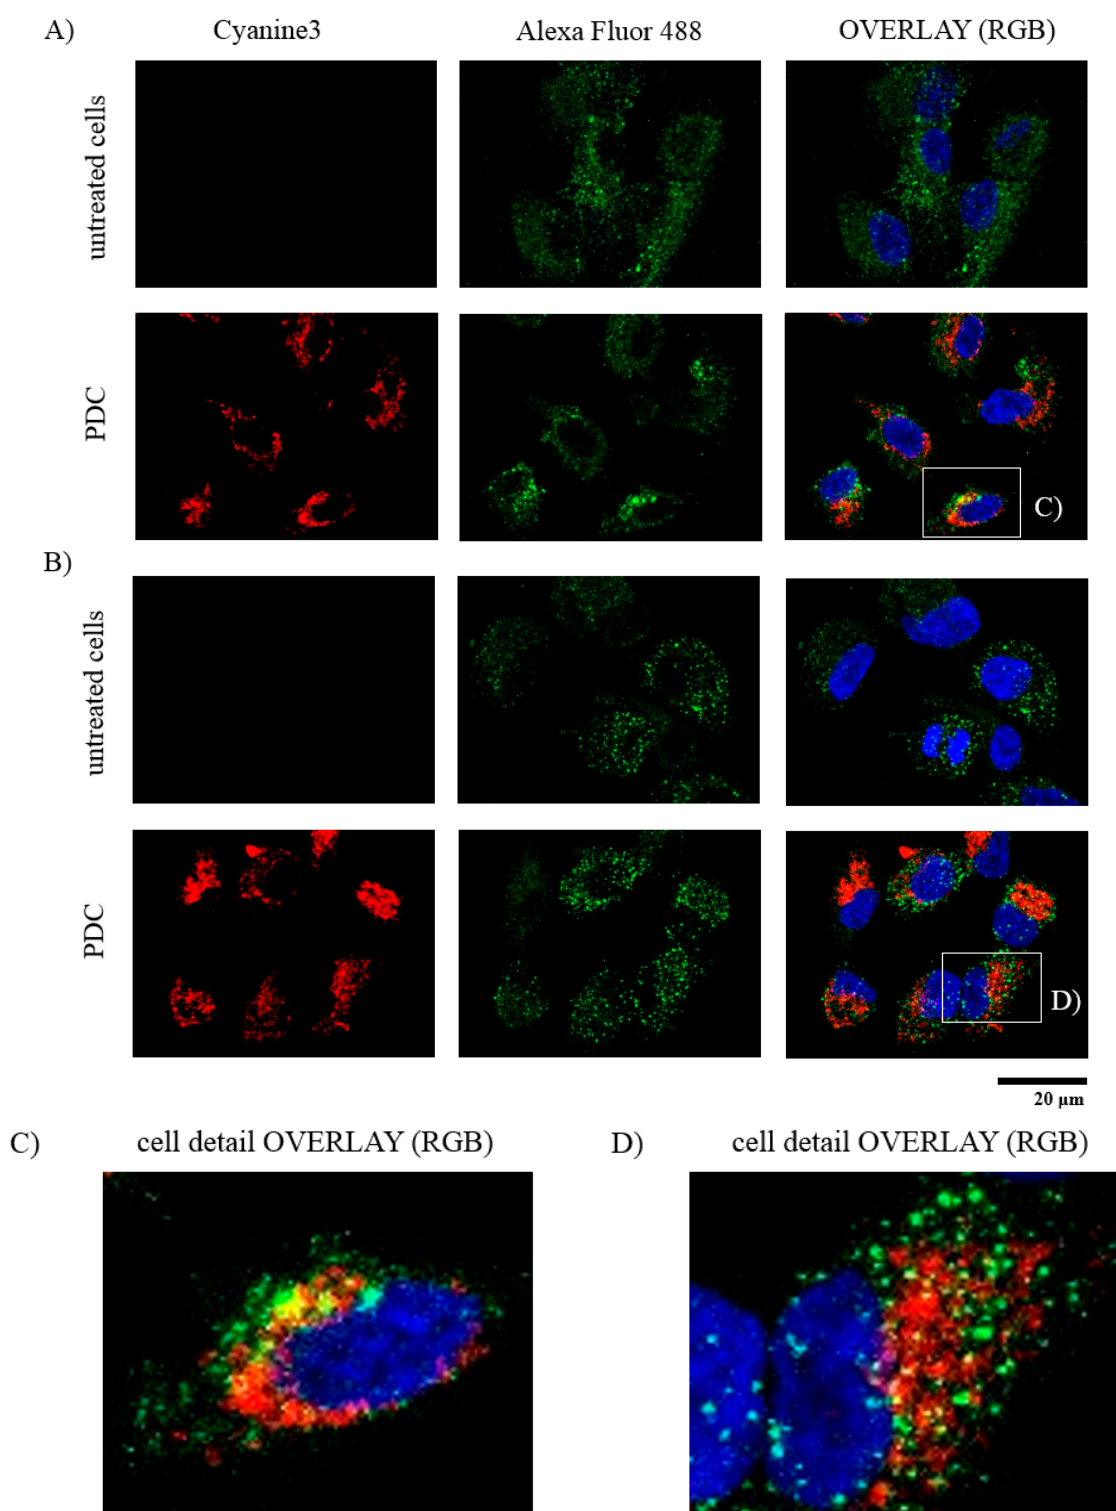 A) Cyanine3 Alexa Fluor 488 OVERLAY (RGB)
untreated cells
PDC
C)
B)
untreated cells
PDC
D)
20 µm
C) cell detail OVERLAY (RGB) D) cell detail OVERLAY (RGB)